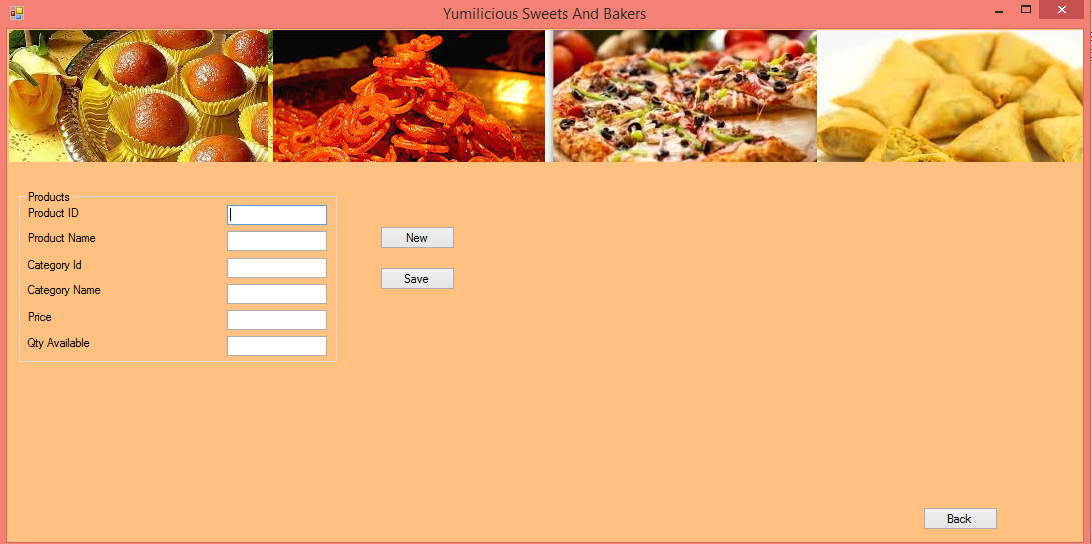 Yumilicious Sweets And Bakers
Products
Product ID
Product Name
Category Id
Category Name
Price
Qty Available
New
Save
Back